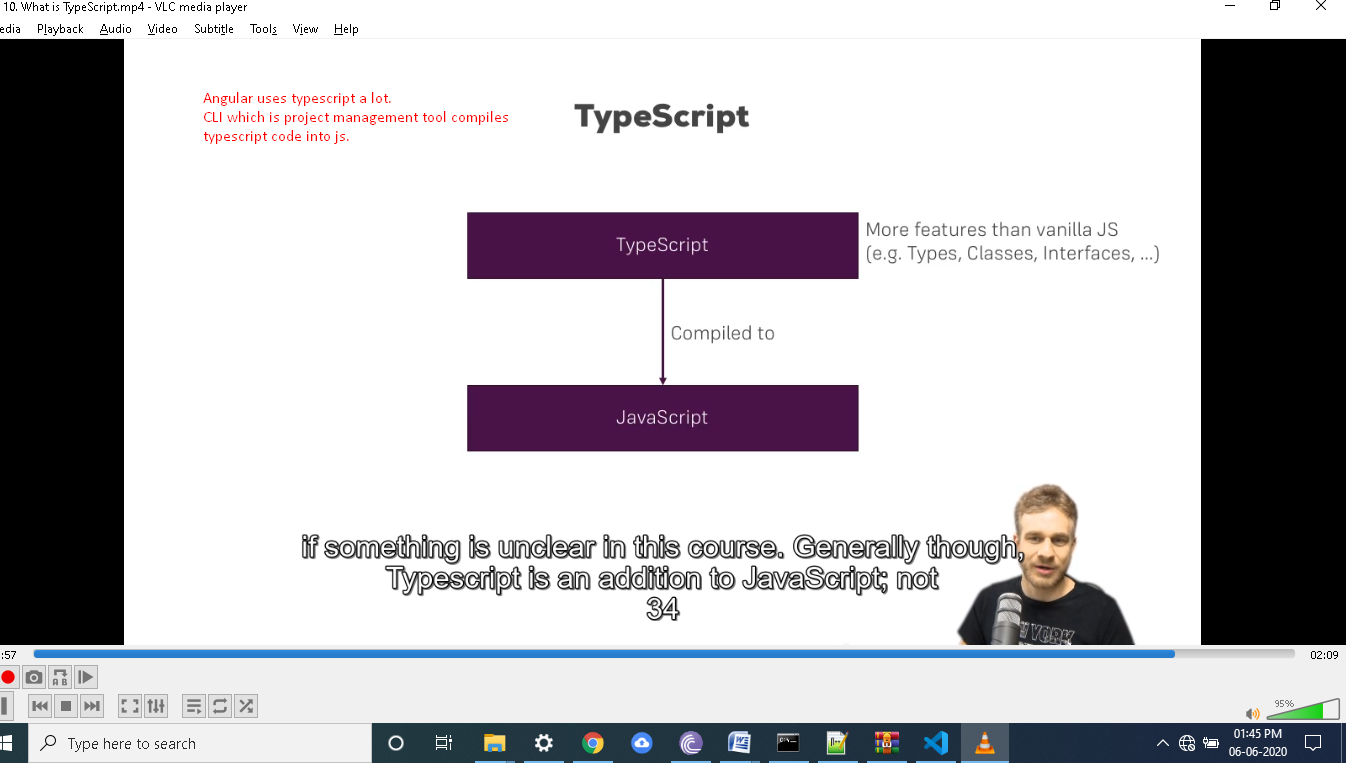 10. What is TypeScript.mp4 - VLC media player
edia Playback Audio Video Subtitle Tools View Help
Angular uses typescript a lot.
CLI which is project management tool compiles
typescript code into js.
TypeScript
TypeScript
More features than vanilla JS
(e.g. Types, Classes, Interfaces, ...)
Compiled to
JavaScript
if something is unclear in this course. Generally though,
Typescript is an addition to JavaScript; not
34
NEW YORK
:57
02:09
A B
95%
Type here to search
01:45 PM
06-06-2020